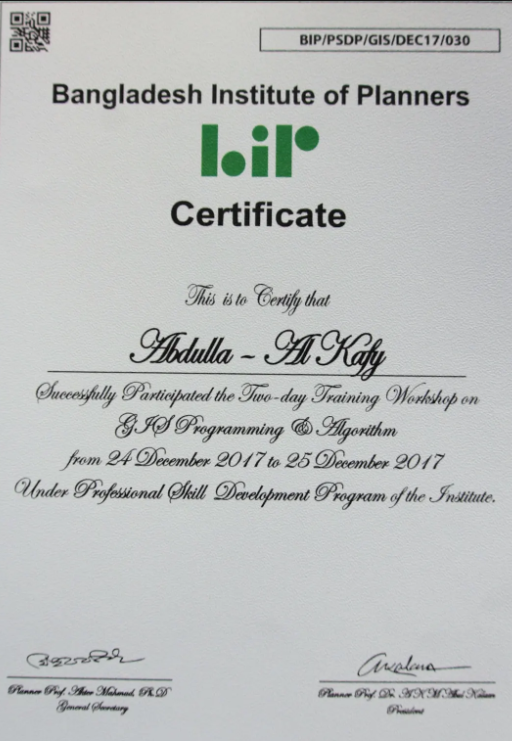 BIP/PSDP/GIS/DEC17/030
Bangladesh Institute of Planners
bip
Certificate
This is to Certify that
Abdulla - Al Kafy
Successfully Participated the Two-day Training Workshop on
GIS Programming & Algorithm
from 24 December 2017 to 25 December 2017
Under Professional Skill Development Program of the Institute.
Planner Prof. Akter Mahmud, Ph.D
General Secretary
Planner Prof. Dr. A K M Abul Kalam
President